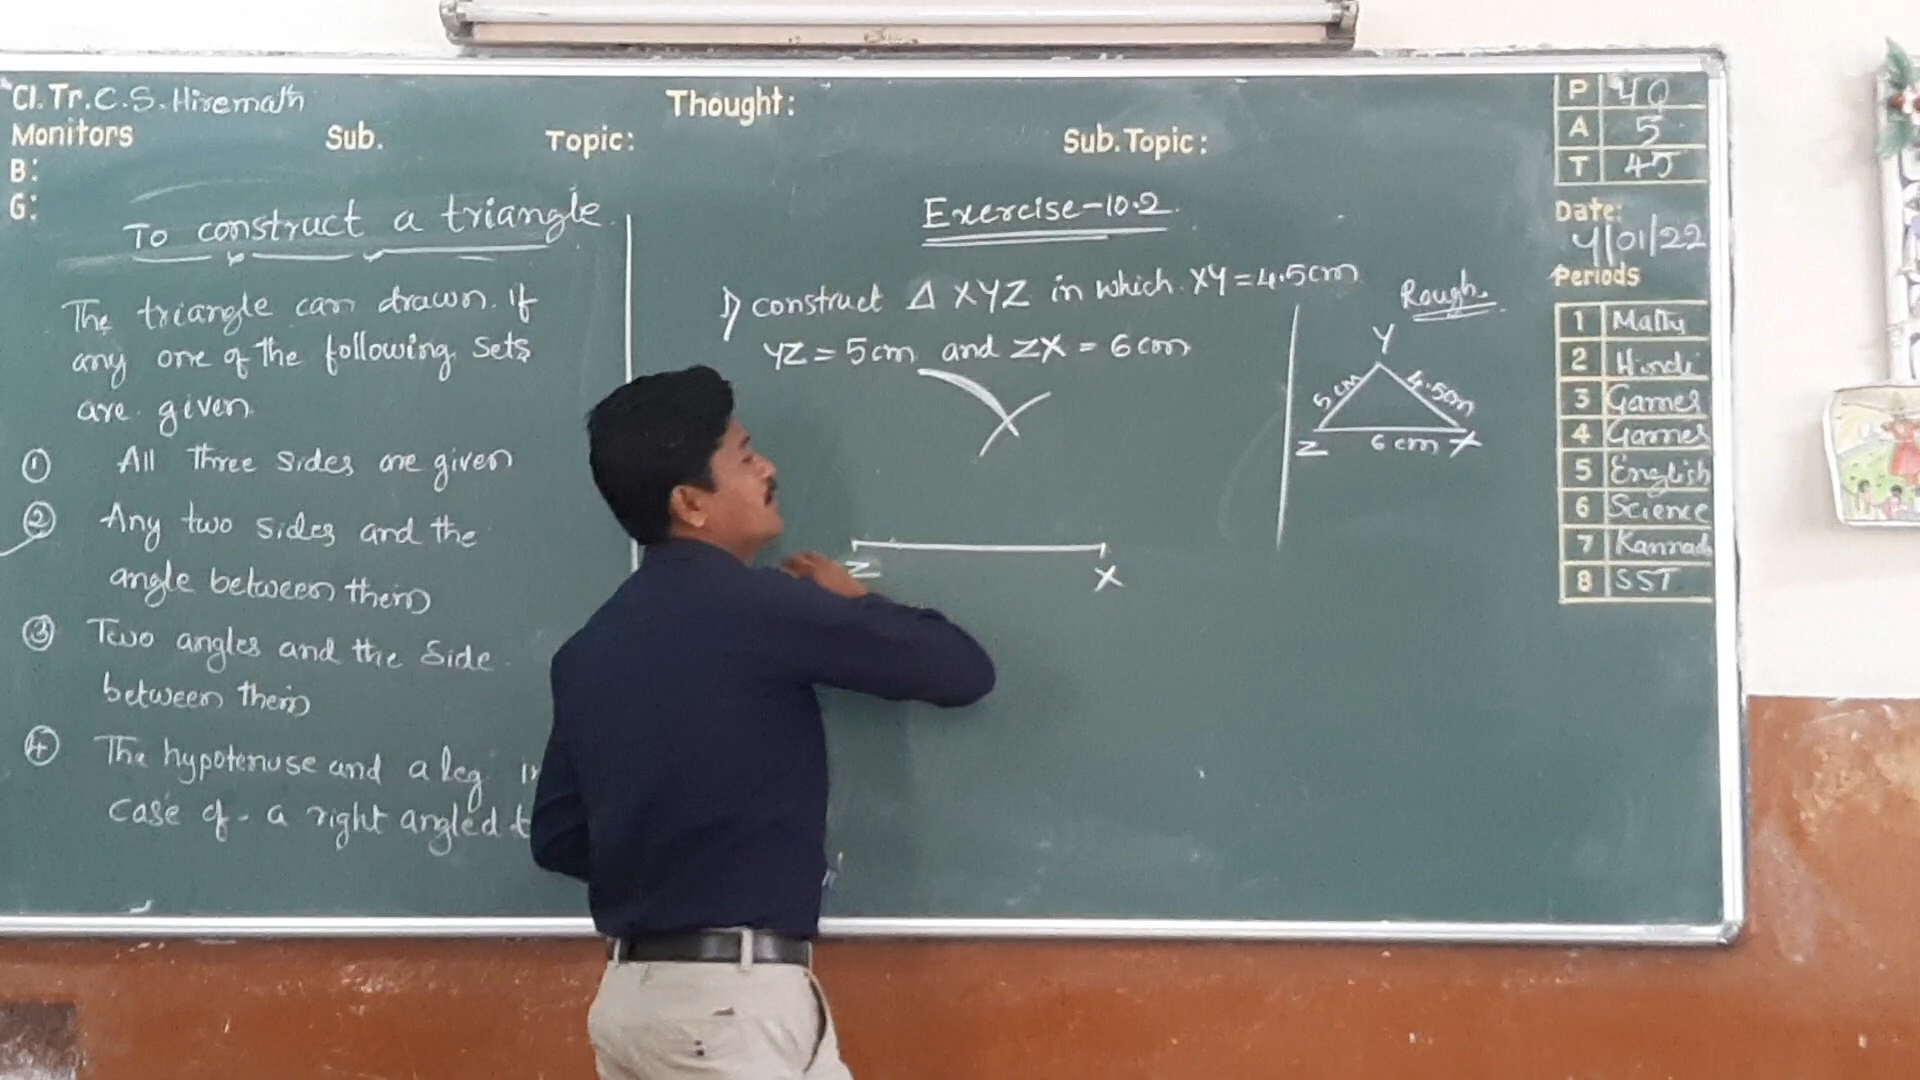 Cl. Tr. C. S. Hiremath
Thought:
Monitors
Sub.
Topic:
Sub. Topic:
B:
G:
To construct a triangle
The triangle can drawn. If
any one of the following sets
are given
① All three sides are given
② Any two sides and the
angle between them
③ Two angles and the side
between them
④ The hypotenuse and a leg in
case of a right angled t
Exercise-10.2
1) construct Δ XYZ in which XY = 4.5cm
YZ = 5cm and ZX = 6cm
Z
X
Rough
Y
5cm
4.5cm
Z
6cm
X
P 40
A 5
T 45
Date:
4/01/22
Periods
1 Maths
2 Hindi
3 Games
4 Games
5 English
6 Science
7 Kannada
8 SST